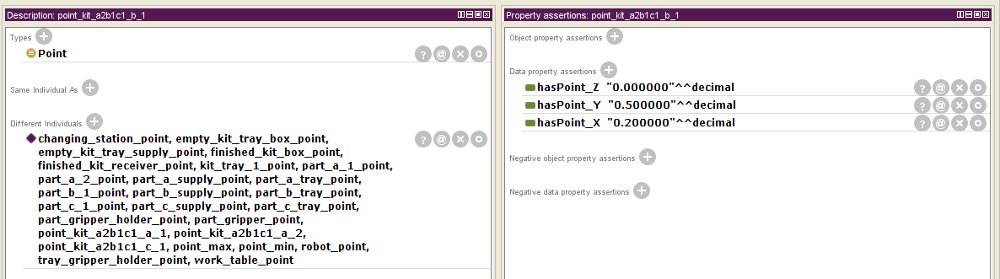 Description: point_kit_a2b1c1_b_1
Types
Point
? @
Same Individual As
Different Individuals
changing_station_point, empty_kit_tray_box_point,
empty_kit_tray_supply_point, finished_kit_box_point,
finished_kit_receiver_point, kit_tray_1_point, part_a_1_point,
part_a_2_point, part_a_supply_point, part_a_tray_point,
part_b_1_point, part_b_supply_point, part_b_tray_point,
part_c_1_point, part_c_supply_point, part_c_tray_point,
part_gripper_holder_point, part_gripper_point,
point_kit_a2b1c1_a_1, point_kit_a2b1c1_a_2,
point_kit_a2b1c1_c_1, point_max, point_min, robot_point,
tray_gripper_holder_point, work_table_point
? @
Property assertions: point_kit_a2b1c1_b_1
Object property assertions
Data property assertions
hasPoint_Z "0.000000"^^decimal
? @
hasPoint_Y "0.500000"^^decimal
? @
hasPoint_X "0.200000"^^decimal
? @
Negative object property assertions
Negative data property assertions